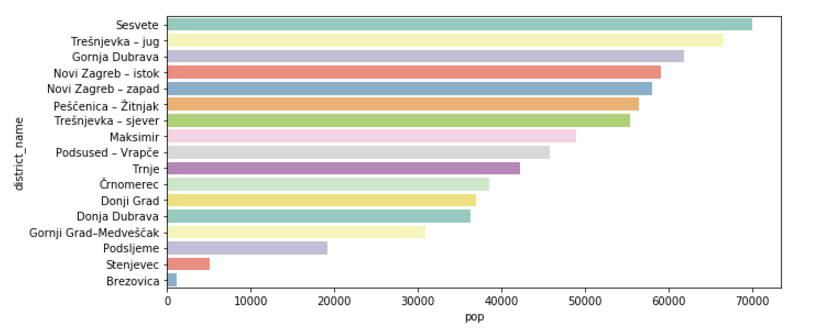 Sesvete
Trešnjevka – jug
Gornja Dubrava
Novi Zagreb – istok
Novi Zagreb – zapad
Peščenica – Žitnjak
Trešnjevka – sjever
Maksimir
Podsused – Vrapče
Trnje
Črnomerec
Donji Grad
Donja Dubrava
Gornji Grad–Medveščak
Podsljeme
Stenjevec
Brezovica
district_name
0 10000 20000 30000 40000 50000 60000 70000
pop